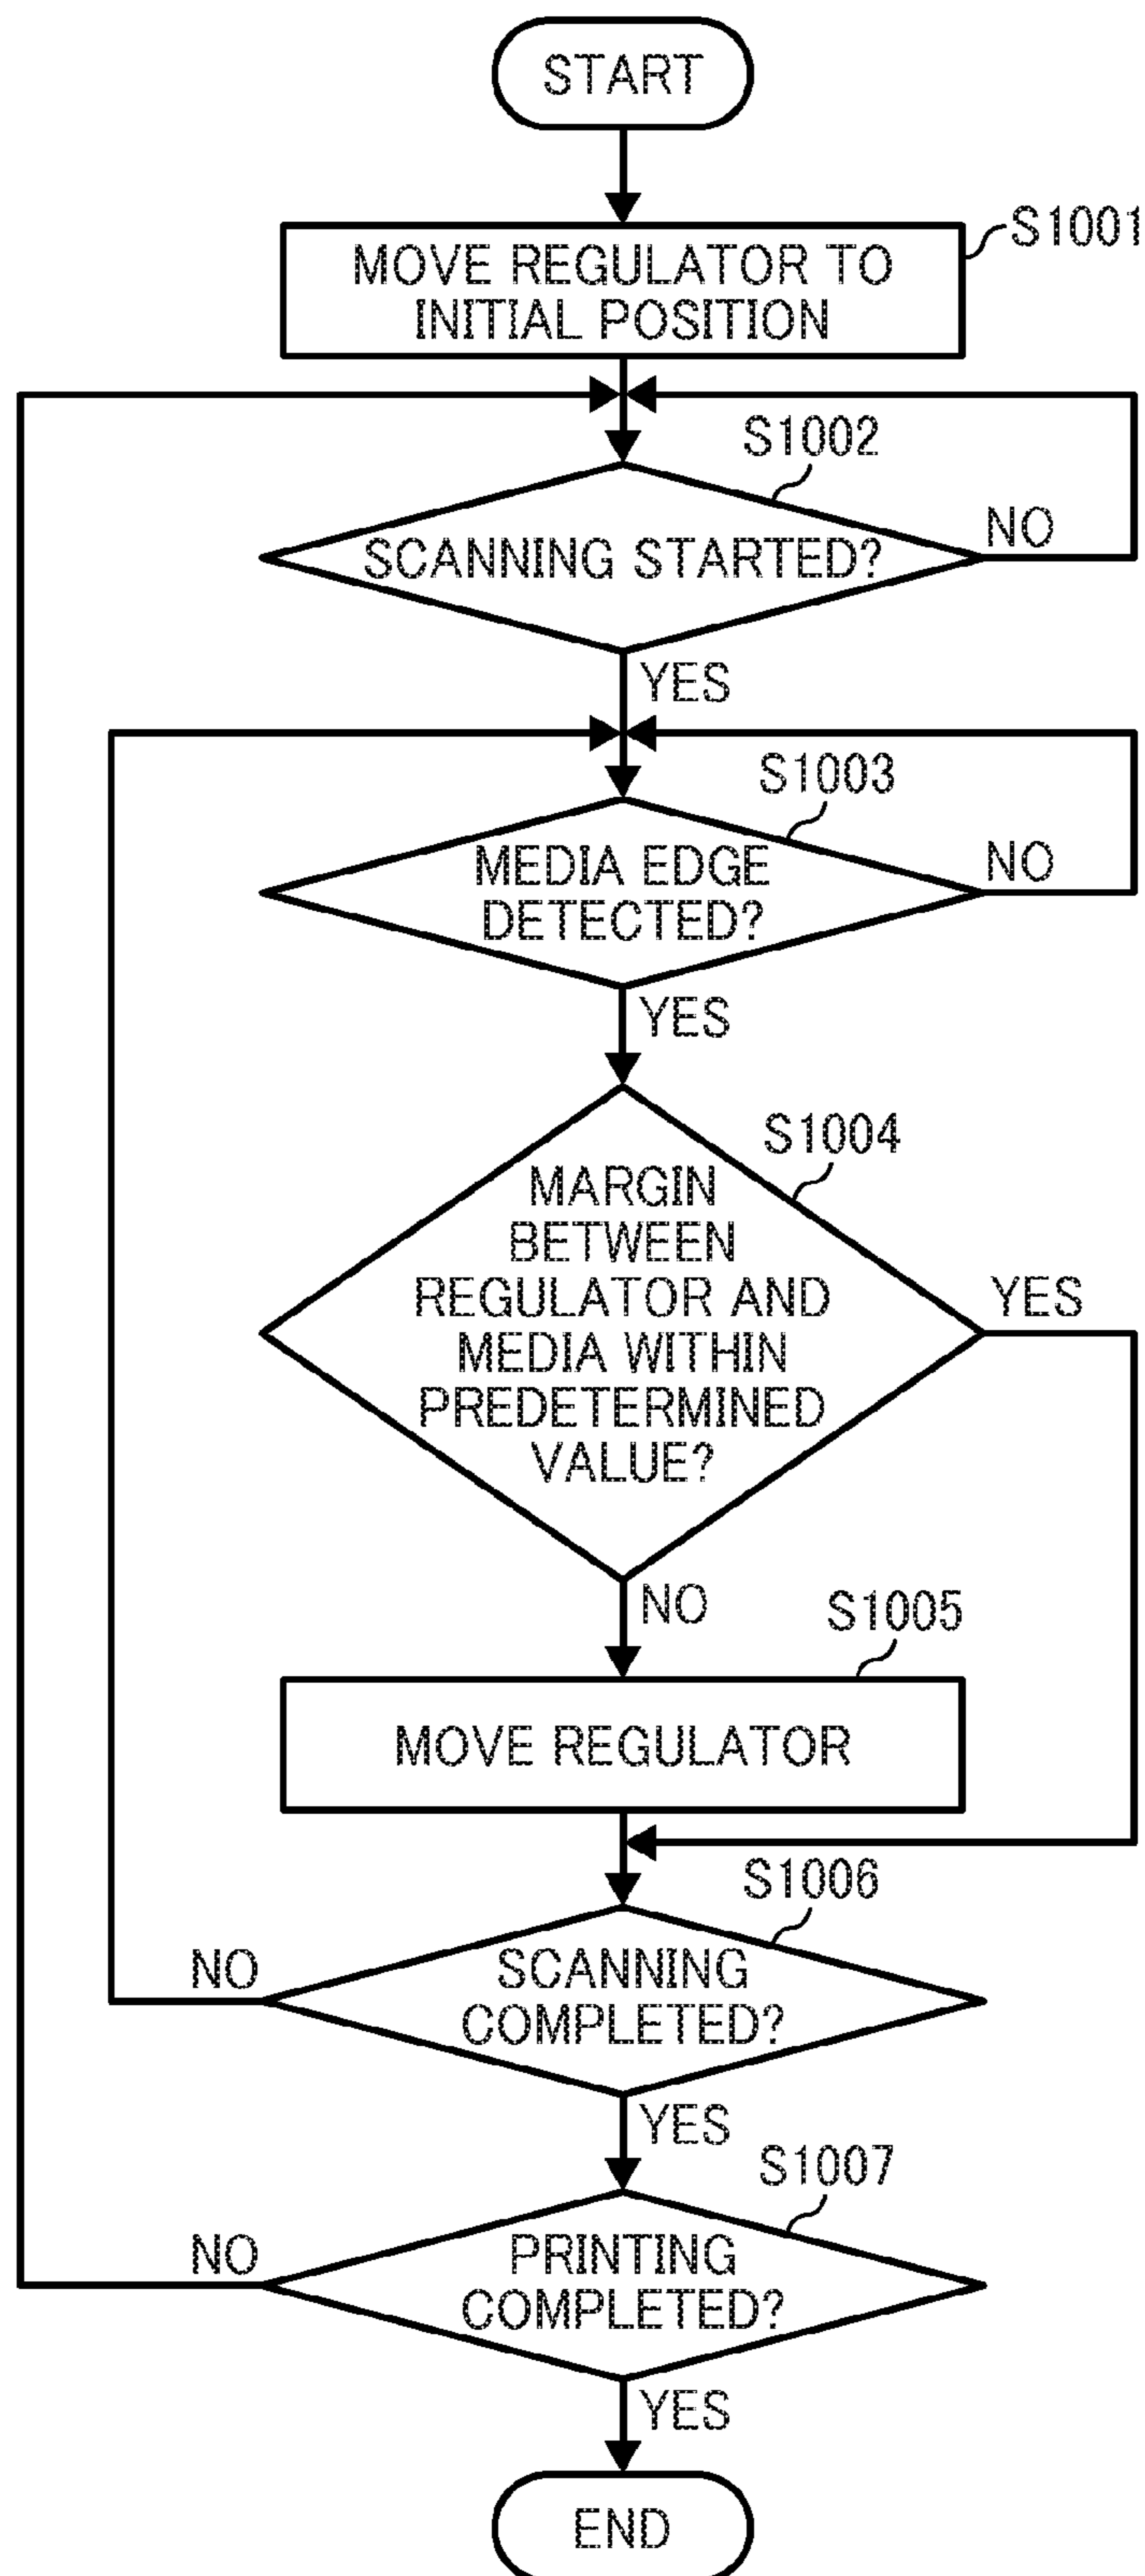 START
S1001
MOVE REGULATOR TO
INITIAL POSITION
S1002
SCANNING STARTED?
NO
YES
S1003
MEDIA EDGE
DETECTED?
NO
YES
S1004
MARGIN
BETWEEN
REGULATOR AND
MEDIA WITHIN
PREDETERMINED
VALUE?
YES
NO
S1005
MOVE REGULATOR
S1006
SCANNING
COMPLETED?
NO
YES
S1007
PRINTING
COMPLETED?
NO
YES
END